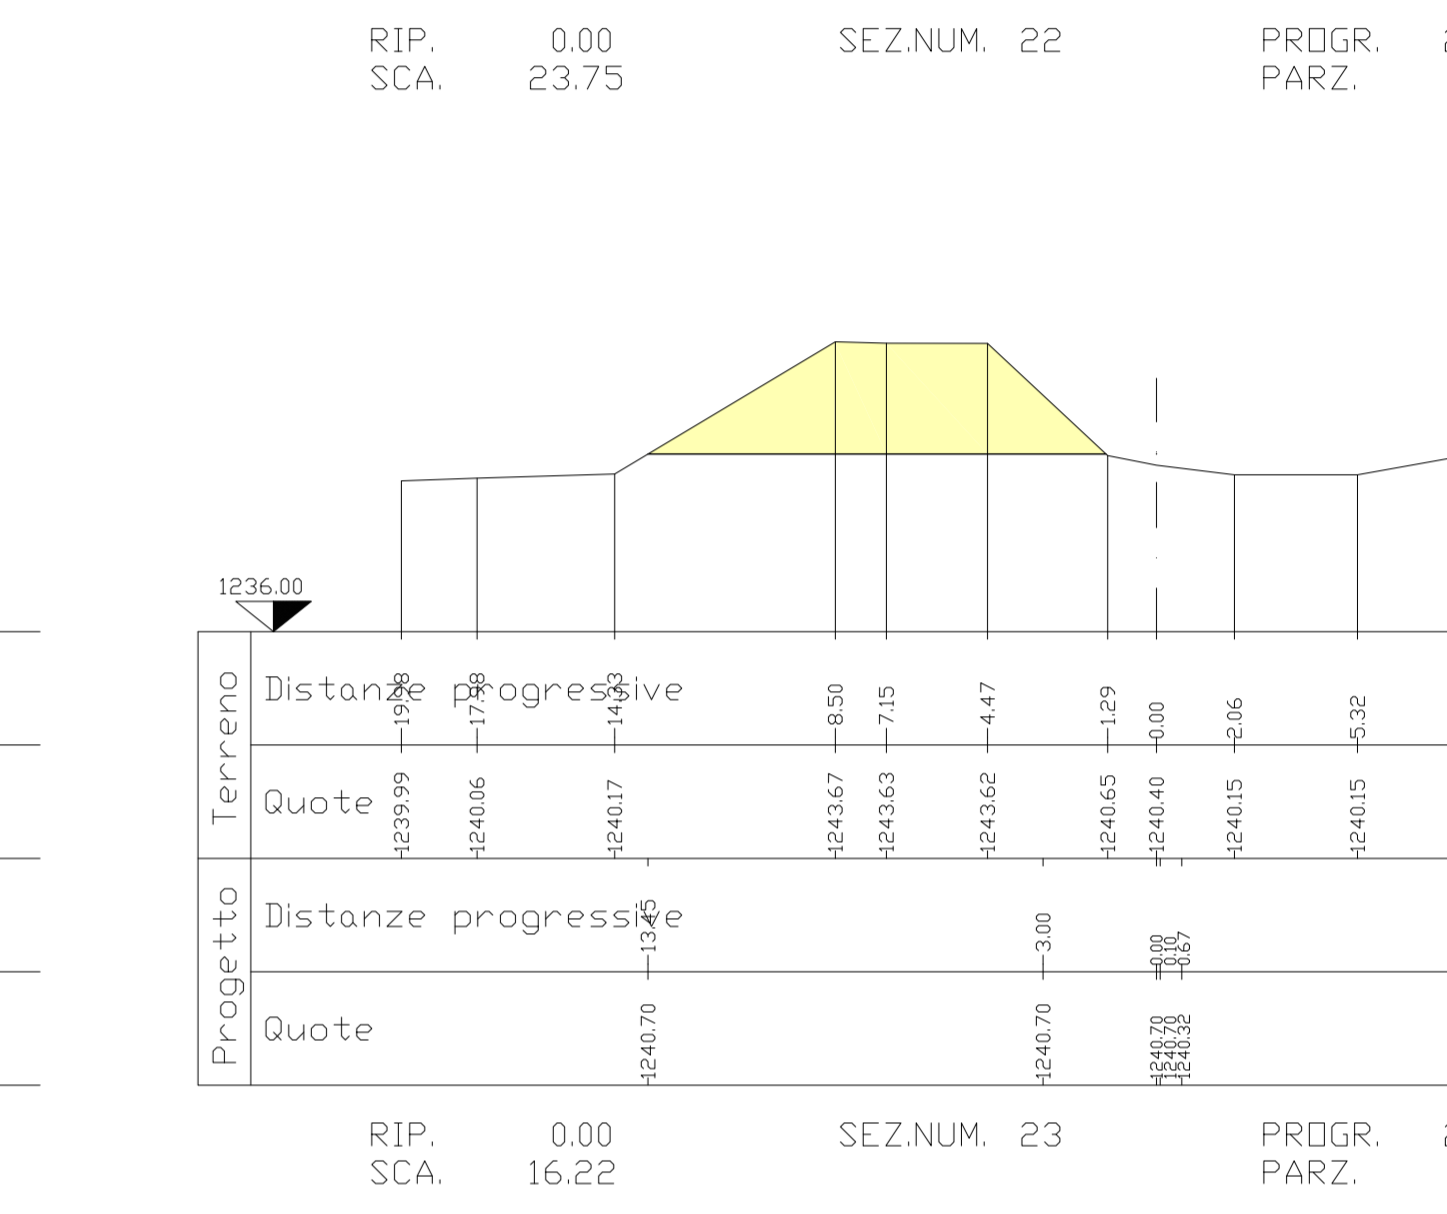 RIP. 0.00 SEZ.NUM. 22 PROGR.
SCA. 23.75 PARZ.
1236.00
Terreno
Distanze progressive
-19.98 -17.98 -14.33 -8.50 -7.15 -4.47 -1.29 0.00 2.06 5.32
Quote
1239.99 1240.06 1240.17 1243.67 1243.63 1243.62 1240.65 1240.40 1240.15 1240.15
Progetto
Distanze progressive
-13.45 -3.00 0.00 0.10 0.67
Quote
1240.70 1240.70 1240.70 1240.70 1240.32
RIP. 0.00 SEZ.NUM. 23 PROGR.
SCA. 16.22 PARZ.